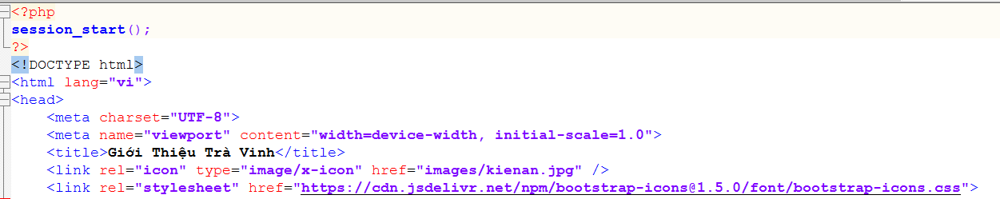 <?php
session_start();
?>
<!DOCTYPE html>
<html lang="vi">
<head>
    <meta charset="UTF-8">
    <meta name="viewport" content="width=device-width, initial-scale=1.0">
    <title>Giới Thiệu Trà Vinh</title>
    <link rel="icon" type="image/x-icon" href="images/kienan.jpg" />
    <link rel="stylesheet" href="https://cdn.jsdelivr.net/npm/bootstrap-icons@1.5.0/font/bootstrap-icons.css">